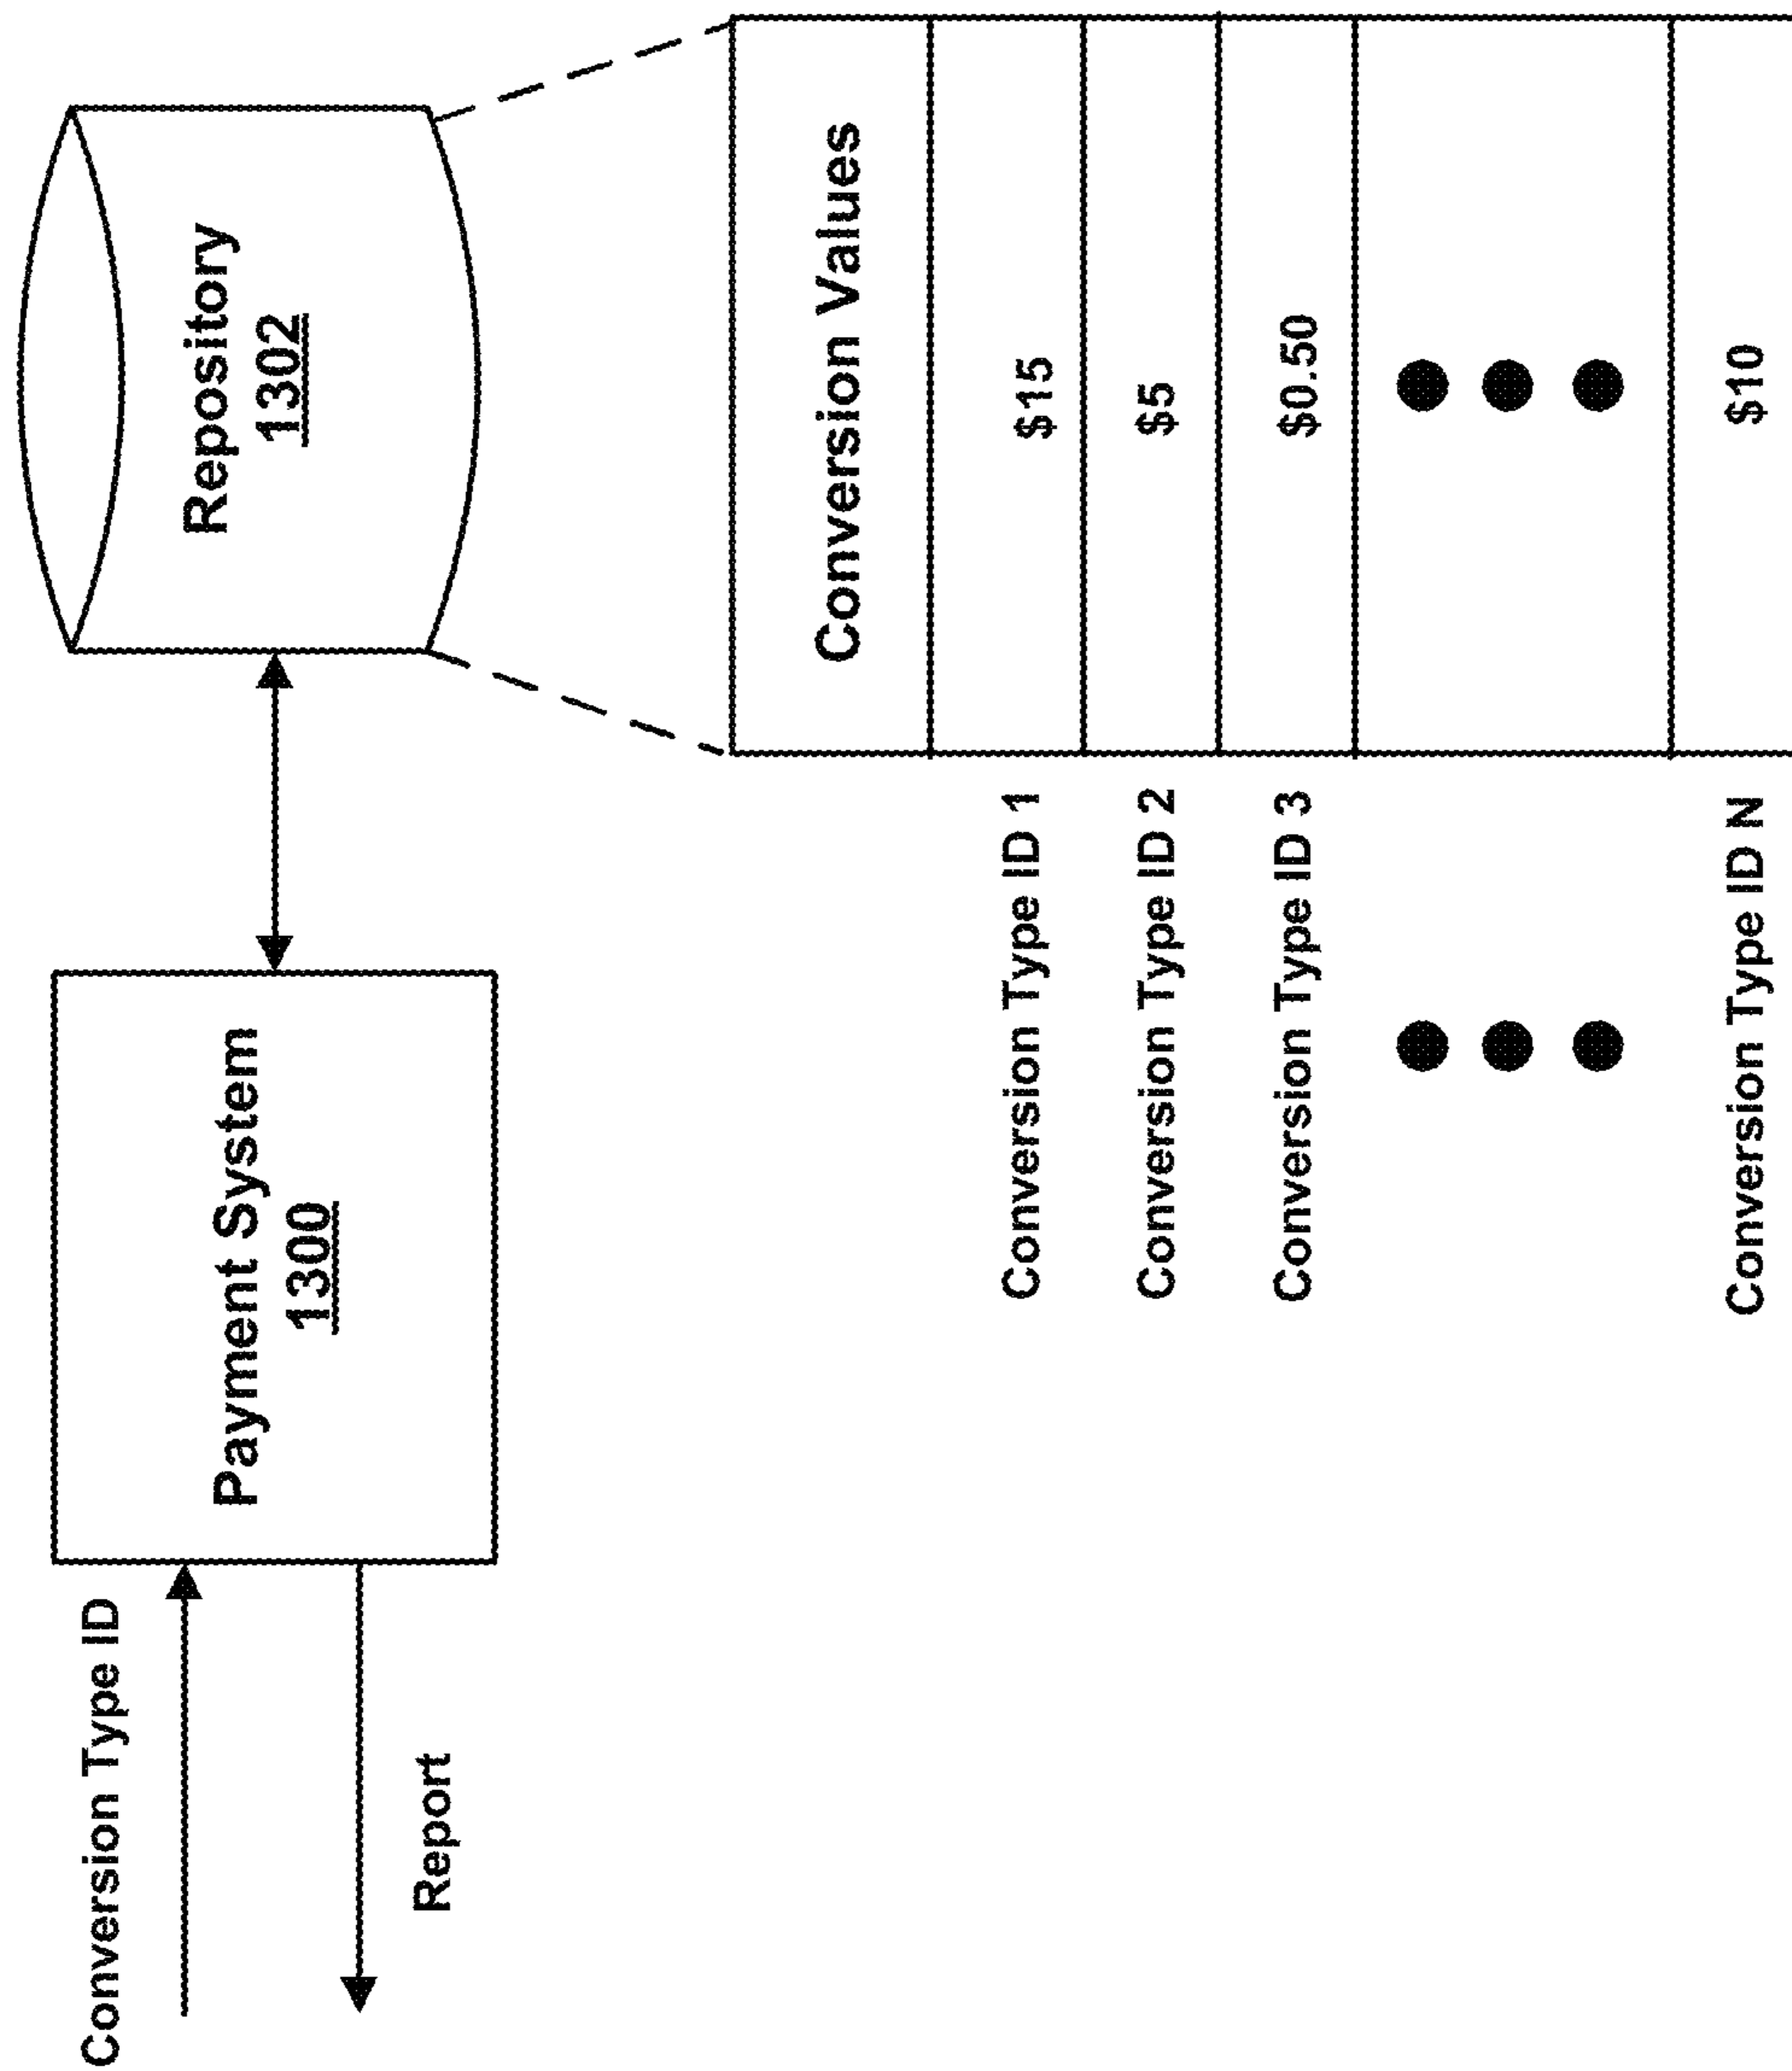 Conversion Type ID
Report
Payment System
1300
Repository
1302
Conversion Values
Conversion Type ID 1
$15
Conversion Type ID 2
$5
Conversion Type ID 3
$0.50
Conversion Type ID N
$10